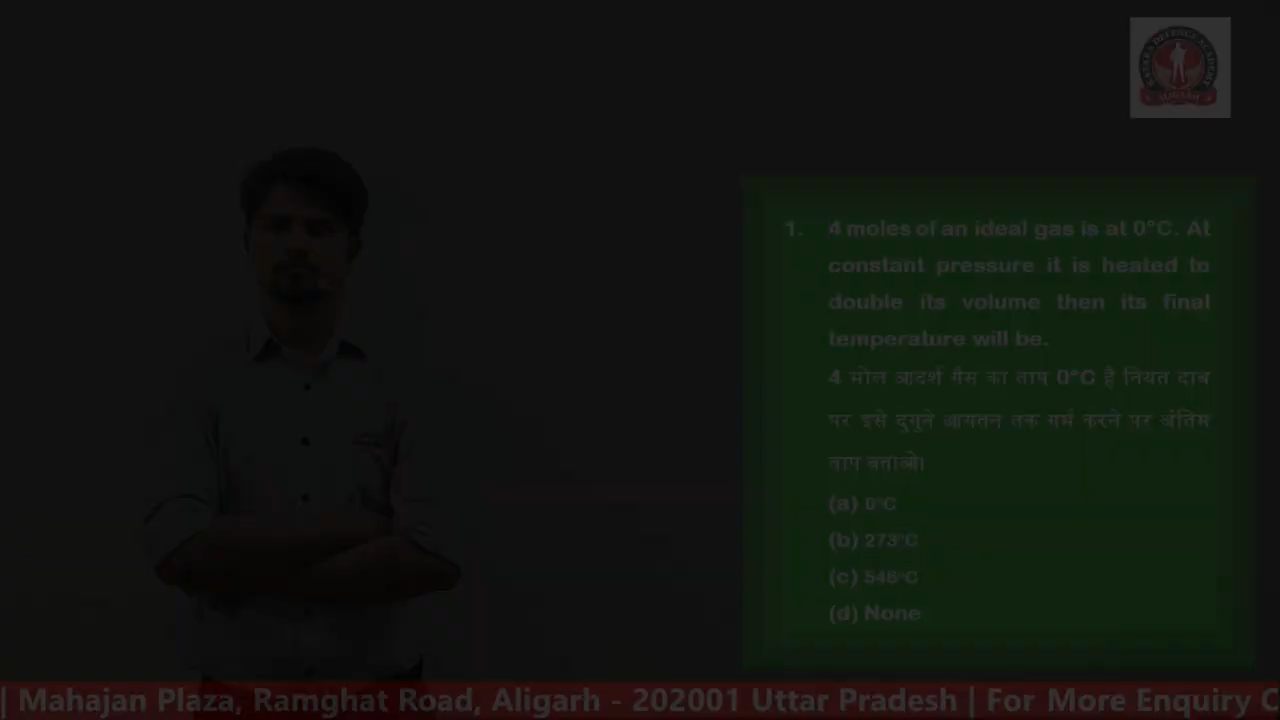 1. 4 moles of an ideal gas is at 0°C. At
constant pressure it is heated to
double its volume then its final
temperature will be.
4 मोल आदर्श गैस का ताप 0°C है नियत दाब
पर इसे दुगुने आयतन तक गर्म करने पर अंतिम
ताप बताओ।
(a) 0°C
(b) 273°C
(c) 546°C
(d) None
| Mahajan Plaza, Ramghat Road, Aligarh - 202001 Uttar Pradesh | For More Enquiry